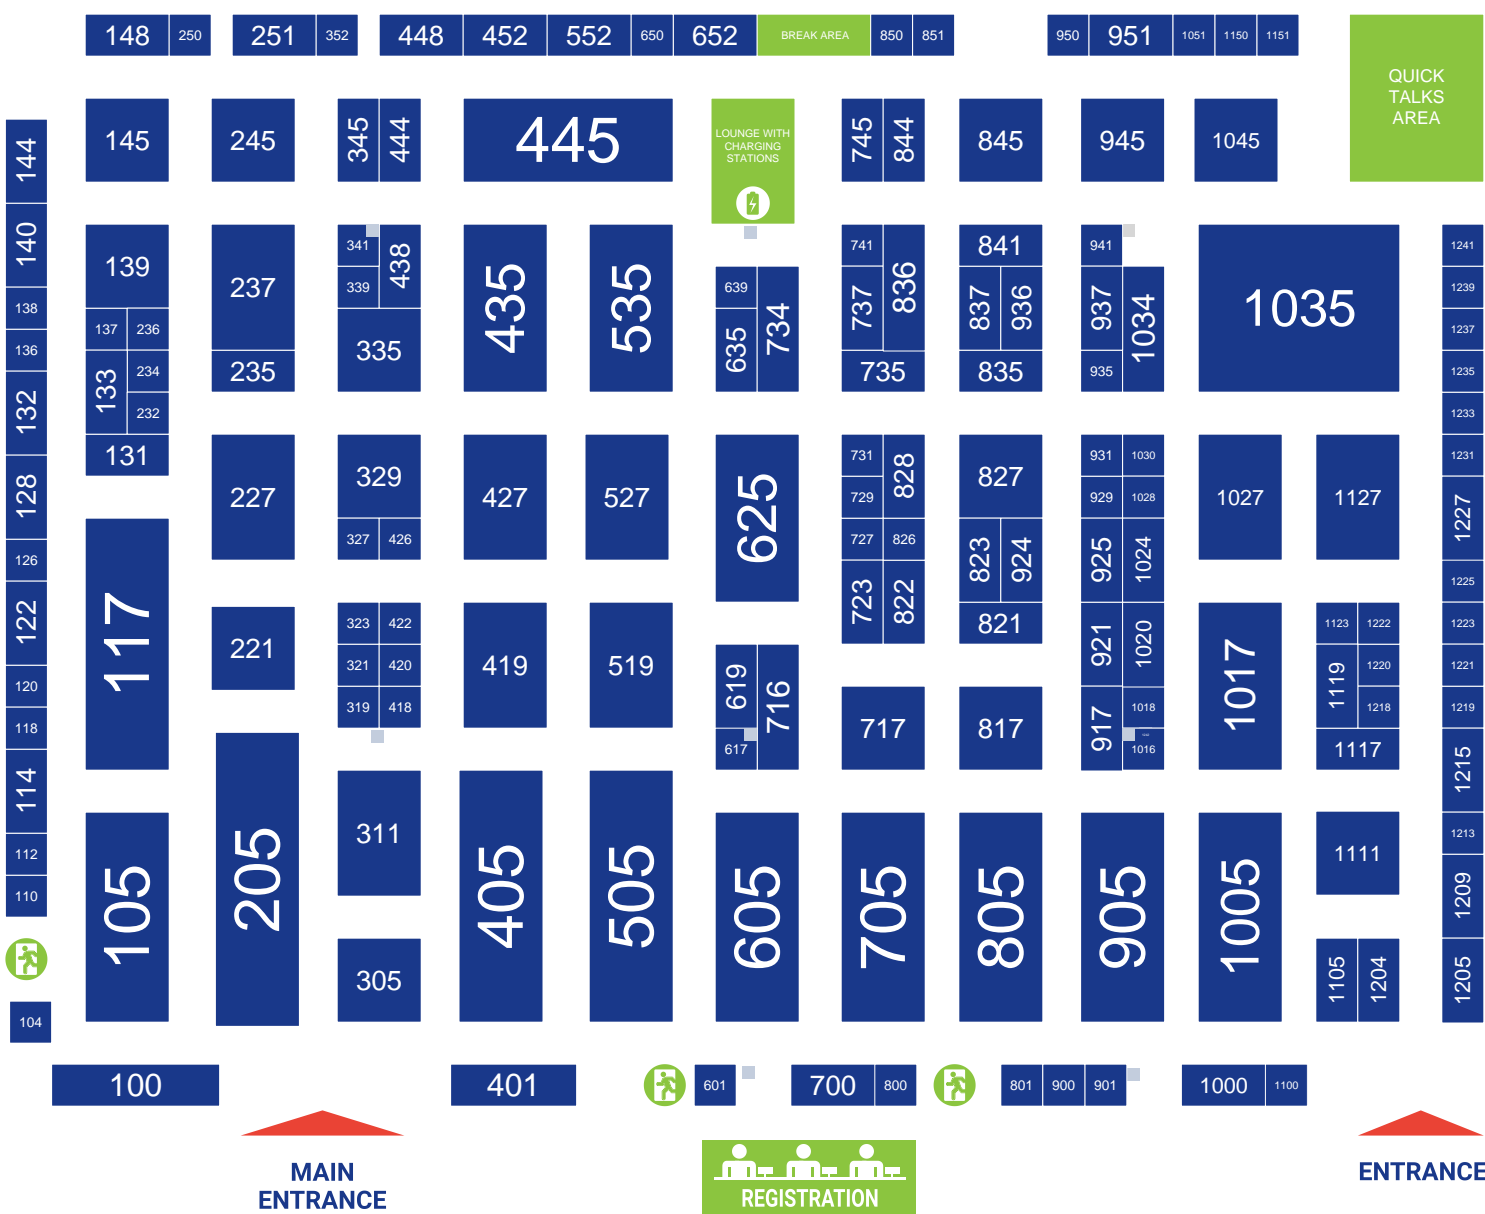 148 250 251 352 448 452 552 650 652 BREAK AREA 850 851 950 951 1051 1150 1151
QUICK
TALKS
AREA
144 145 245 345 444 445
LOUNGE WITH
CHARGING
STATIONS
745 844 845 945 1045
140 139 237 341 438 435 535 741 836 841 941 1035 1241
339 639 734 737 837 936 937 1034 1239
138 137 236 335 635 1237
136 133 234 235 735 835 935 1235
132 232 1233
131 227 329 427 527 625 731 828 827 931 1030 1027 1127 1231
128 729 929 1028 1227
126 117 327 426 727 826 823 924 925 1024 1225
122 221 323 422 419 519 723 822 821 921 1020 1017 1123 1222 1223
120 321 420 619 716 1119 1220 1221
118 319 418 717 817 917 1018 1218 1219
114 205 617 1016 1117 1215
112 105 311 405 505 605 705 805 905 1005 1111 1213
110 1209
305 1105 1204 1205
104
100 401 601 700 800 801 900 901 1000 1100
MAIN
ENTRANCE
REGISTRATION
ENTRANCE